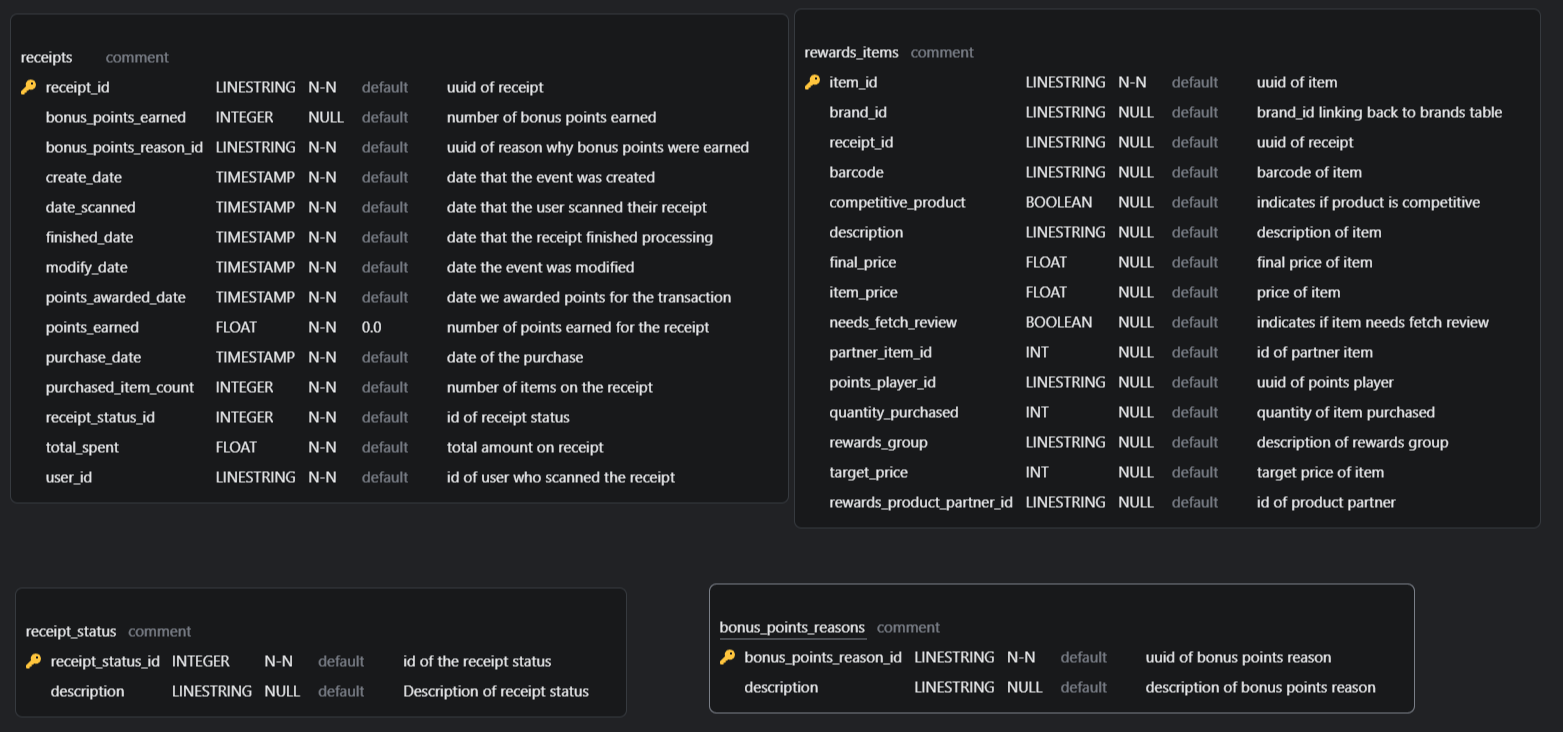 receipts comment
receipt_id LINESTRING N-N default uuid of receipt
bonus_points_earned INTEGER NULL default number of bonus points earned
bonus_points_reason_id LINESTRING N-N default uuid of reason why bonus points were earned
create_date TIMESTAMP N-N default date that the event was created
date_scanned TIMESTAMP N-N default date that the user scanned their receipt
finished_date TIMESTAMP N-N default date that the receipt finished processing
modify_date TIMESTAMP N-N default date the event was modified
points_awarded_date TIMESTAMP N-N default date we awarded points for the transaction
points_earned FLOAT N-N 0.0 number of points earned for the receipt
purchase_date TIMESTAMP N-N default date of the purchase
purchased_item_count INTEGER N-N default number of items on the receipt
receipt_status_id INTEGER N-N default id of receipt status
total_spent FLOAT N-N default total amount on receipt
user_id LINESTRING N-N default id of user who scanned the receipt
rewards_items comment
item_id LINESTRING N-N default uuid of item
brand_id LINESTRING NULL default brand_id linking back to brands table
receipt_id LINESTRING NULL default uuid of receipt
barcode LINESTRING NULL default barcode of item
competitive_product BOOLEAN NULL default indicates if product is competitive
description LINESTRING NULL default description of item
final_price FLOAT NULL default final price of item
item_price FLOAT NULL default price of item
needs_fetch_review BOOLEAN NULL default indicates if item needs fetch review
partner_item_id INT NULL default id of partner item
points_player_id LINESTRING NULL default uuid of points player
quantity_purchased INT NULL default quantity of item purchased
rewards_group LINESTRING NULL default description of rewards group
target_price INT NULL default target price of item
rewards_product_partner_id LINESTRING NULL default id of product partner
receipt_status comment
receipt_status_id INTEGER N-N default id of the receipt status
description LINESTRING NULL default Description of receipt status
bonus_points_reasons comment
bonus_points_reason_id LINESTRING N-N default uuid of bonus points reason
description LINESTRING NULL default description of bonus points reason